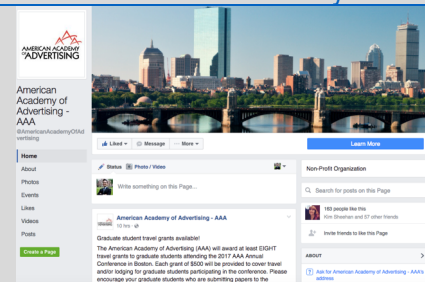 AMERICAN ACADEMY
OF ADVERTISING
American
Academy of
Advertising -
AAA
@AmericanAcademyOfAd
vertising
Home
About
Photos
Events
Likes
Videos
Posts
Create a Page
Liked
Message
More
Learn More
Status
Photo / Video
Write something on this Page...
American Academy of Advertising - AAA
10 hrs
Graduate student travel grants available!
The American Academy of Advertising (AAA) will award at least EIGHT
travel grants to graduate students attending the 2017 AAA Annual
Conference in Boston. Each grant of $500 will be provided to cover travel
and/or lodging for graduate students participating in the conference. Please
encourage your graduate students who are submitting papers to the
Non-Profit Organization
Search for posts on this Page
183 people like this
Kim Sheehan and 57 other friends
Invite friends to like this Page
ABOUT
Ask for American Academy of Advertising - AAA's
address